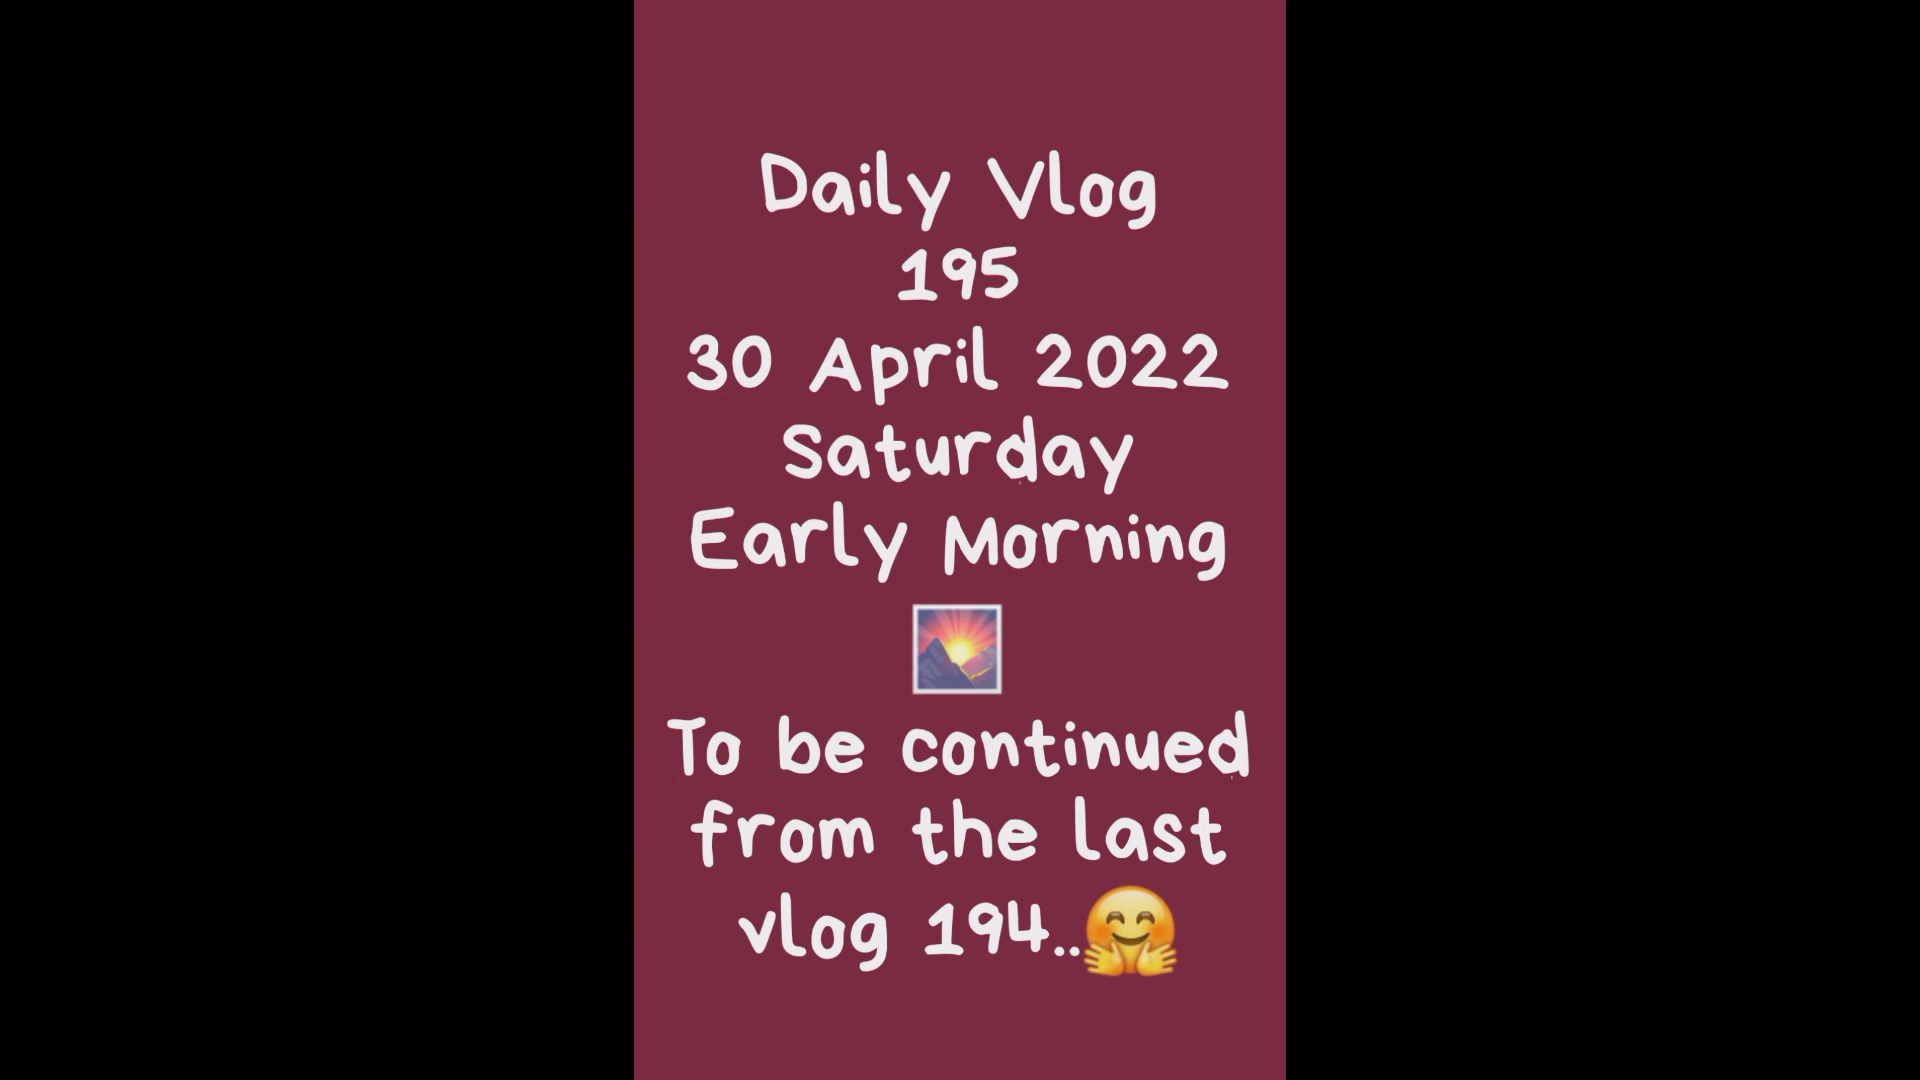 Daily Vlog
195
30 April 2022
Saturday
Early Morning
🌄
To be continued
from the last
vlog 194..🤗